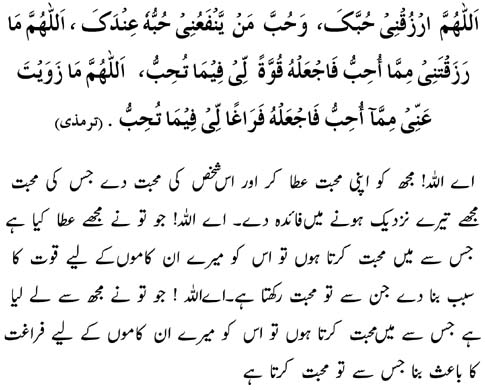 اَللّٰهُمَّ ارْزُقْنِیْ حُبَّکَ، وَحُبَّ مَنْ یَّنْفَعُنِیْ حُبُّهٗ عِنْدَکَ، اَللّٰهُمَّ مَا
رَزَقْتَنِیْ مِمَّا اُحِبُّ فَاجْعَلْهُ قُوَّةً لِّیْ فِیْمَا تُحِبُّ، اَللّٰهُمَّ مَا زَوَیْتَ
عَنِّیْ مِمَّآ اُحِبُّ فَاجْعَلْهُ فَرَاغًا لِّیْ فِیْمَا تُحِبُّ . (ترمذی)
اے اللہ! مجھ کو اپنی محبت عطا کر اور اس شخص کی محبت دے جس کی محبت
مجھے تیرے نزدیک ہونے میں فائدہ دے۔ اے اللہ! جو تو نے مجھے عطا کیا ہے
جس سے میں محبت کرتا ہوں تو اس کو میرے ان کاموں کے لیے قوت کا
سبب بنا دے جن سے تو محبت رکھتا ہے۔ اے اللہ ! جو تو نے مجھ سے لے لیا
ہے جس سے میں محبت کرتا ہوں تو اس کو میرے ان کاموں کے لیے فراغت
کا باعث بنا جس سے تو محبت کرتا ہے